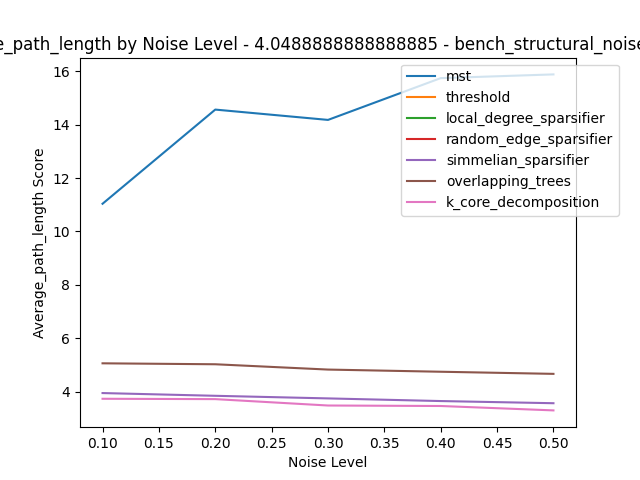 e_path_length by Noise Level - 4.0488888888888885 - bench_structural_noise
mst
threshold
local_degree_sparsifier
random_edge_sparsifier
simmelian_sparsifier
overlapping_trees
k_core_decomposition
Average_path_length Score
16
14
12
10
8
6
4
0.10 0.15 0.20 0.25 0.30 0.35 0.40 0.45 0.50
Noise Level